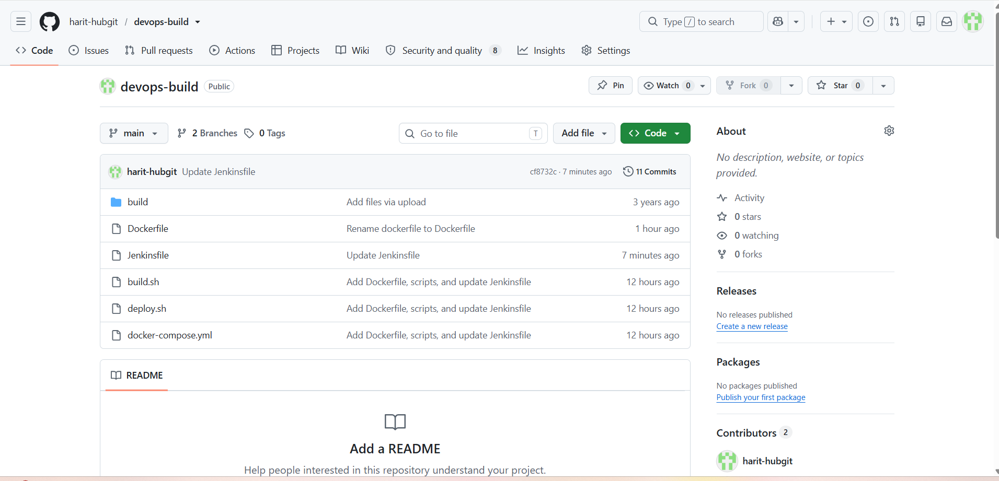 harit-hubgit / devops-build
Type / to search
Code Issues Pull requests Actions Projects Wiki Security and quality 8 Insights Settings
devops-build Public
Pin Watch 0 Fork 0 Star 0
main 2 Branches 0 Tags Go to file T Add file Code
harit-hubgit Update Jenkinsfile cf8732c · 7 minutes ago 11 Commits
build Add files via upload 3 years ago
Dockerfile Rename dockerfile to Dockerfile 1 hour ago
Jenkinsfile Update Jenkinsfile 7 minutes ago
build.sh Add Dockerfile, scripts, and update Jenkinsfile 12 hours ago
deploy.sh Add Dockerfile, scripts, and update Jenkinsfile 12 hours ago
docker-compose.yml Add Dockerfile, scripts, and update Jenkinsfile 12 hours ago
README
Add a README
Help people interested in this repository understand your project.
About
No description, website, or topics
provided.
Activity
0 stars
0 watching
0 forks
Releases
No releases published
Create a new release
Packages
No packages published
Publish your first package
Contributors 2
harit-hubgit